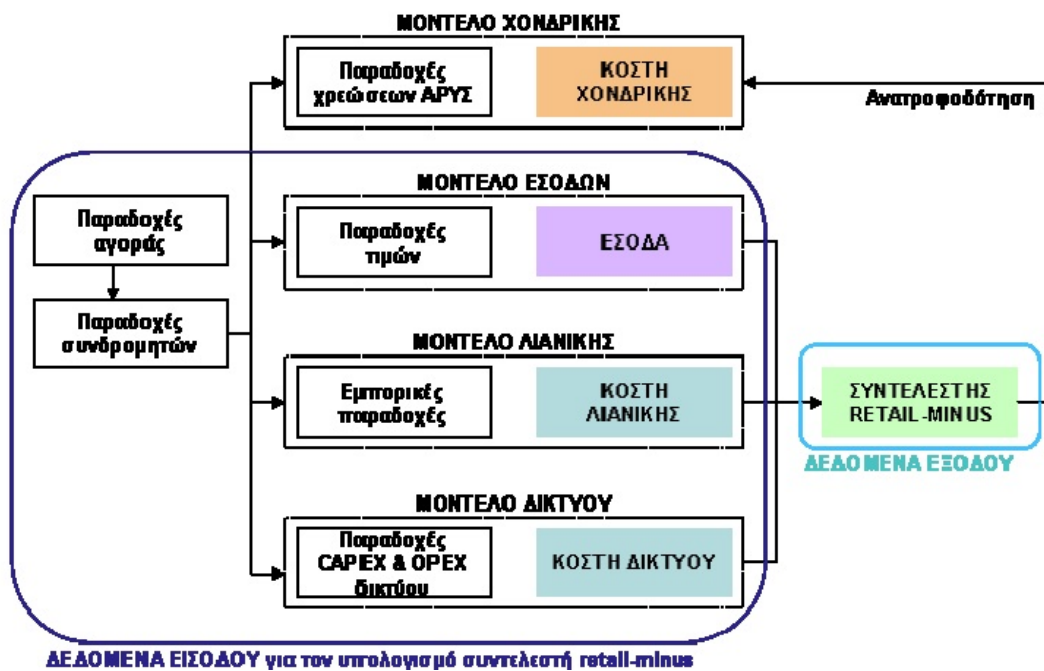 ΜΟΝΤΕΛΟ ΧΟΝΔΡΙΚΗΣ
Παραδοχές
χρεώσεων ΑΡΥΣ
ΚΟΣΤΗ
ΧΟΝΔΡΙΚΗΣ
Ανατροφοδότηση
ΜΟΝΤΕΛΟ ΕΣΟΔΩΝ
Παραδοχές
αγοράς
Παραδοχές
τιμών
ΕΣΟΔΑ
Παραδοχές
συνδρομητών
ΜΟΝΤΕΛΟ ΛΙΑΝΙΚΗΣ
Εμπορικές
παραδοχές
ΚΟΣΤΗ
ΛΙΑΝΙΚΗΣ
ΣΥΝΤΕΛΕΣΤΗΣ
RETAIL-MINUS
ΔΕΔΟΜΕΝΑ ΕΞΟΔΟΥ
ΜΟΝΤΕΛΟ ΔΙΚΤΥΟΥ
Παραδοχές
CAPEX & OPEX
δικτύου
ΚΟΣΤΗ ΔΙΚΤΥΟΥ
ΔΕΔΟΜΕΝΑ ΕΙΣΟΔΟΥ για τον υπολογισμό συντελεστή retail-minus